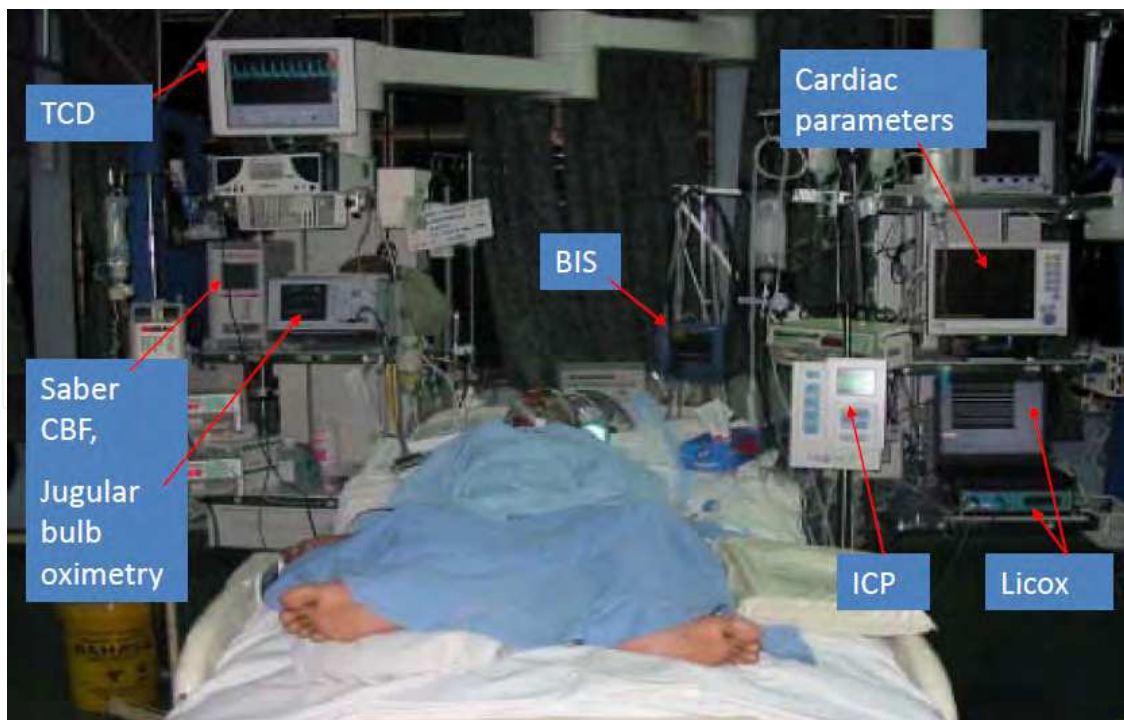 TCD
Cardiac
parameters
BIS
Saber
CBF,
Jugular
bulb
oximetry
ICP
Licox